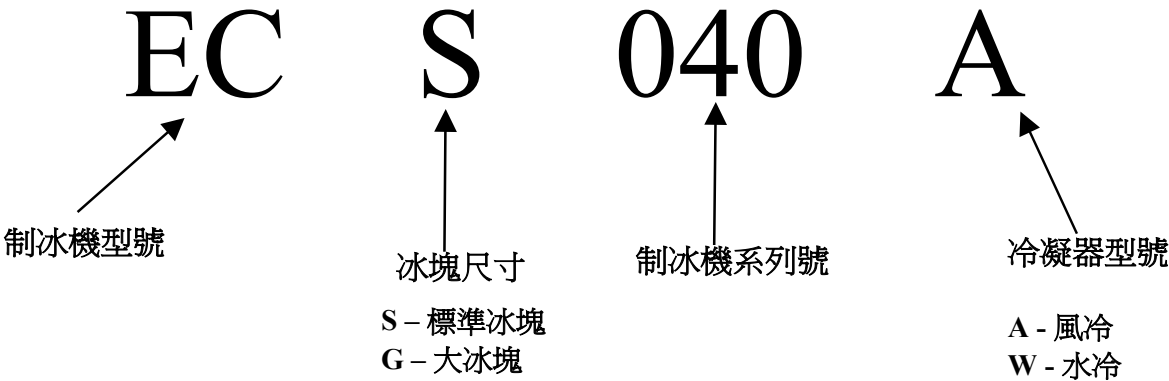 EC S 040 A
制冰機型號
冰塊尺寸
S – 標準冰塊
G – 大冰塊
制冰機系列號
冷凝器型號
A - 風冷
W - 水冷